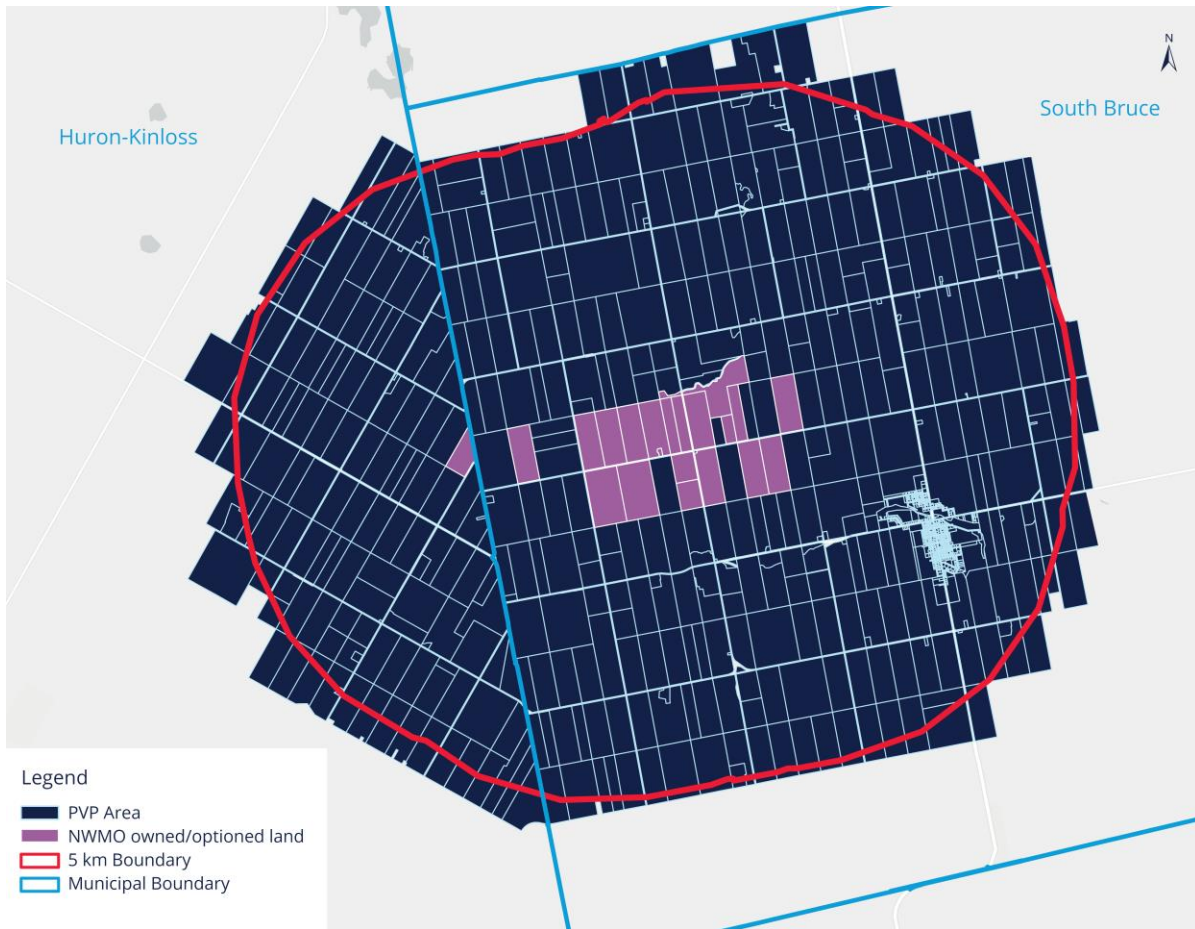 N
Huron-Kinloss
South Bruce
Legend
PVP Area
NWMO owned/optioned land
5 km Boundary
Municipal Boundary